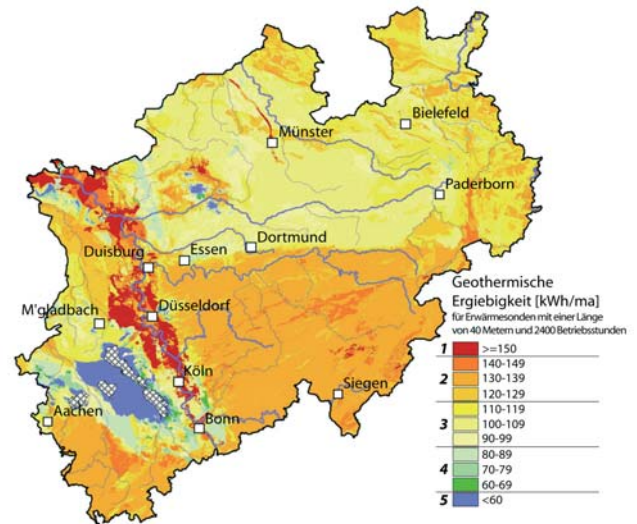 Bielefeld
Münster
Paderborn
Dortmund
Essen
Duisburg
M'gladbach
Düsseldorf
Köln
Siegen
Aachen
Bonn
Geothermische
Ergiebigkeit [kWh/ma]
für Erwärmesonden mit einer Länge
von 40 Metern und 2400 Betriebsstunden
1 >=150
140-149
2 130-139
120-129
110-119
3 100-109
90-99
80-89
4 70-79
60-69
5 <60